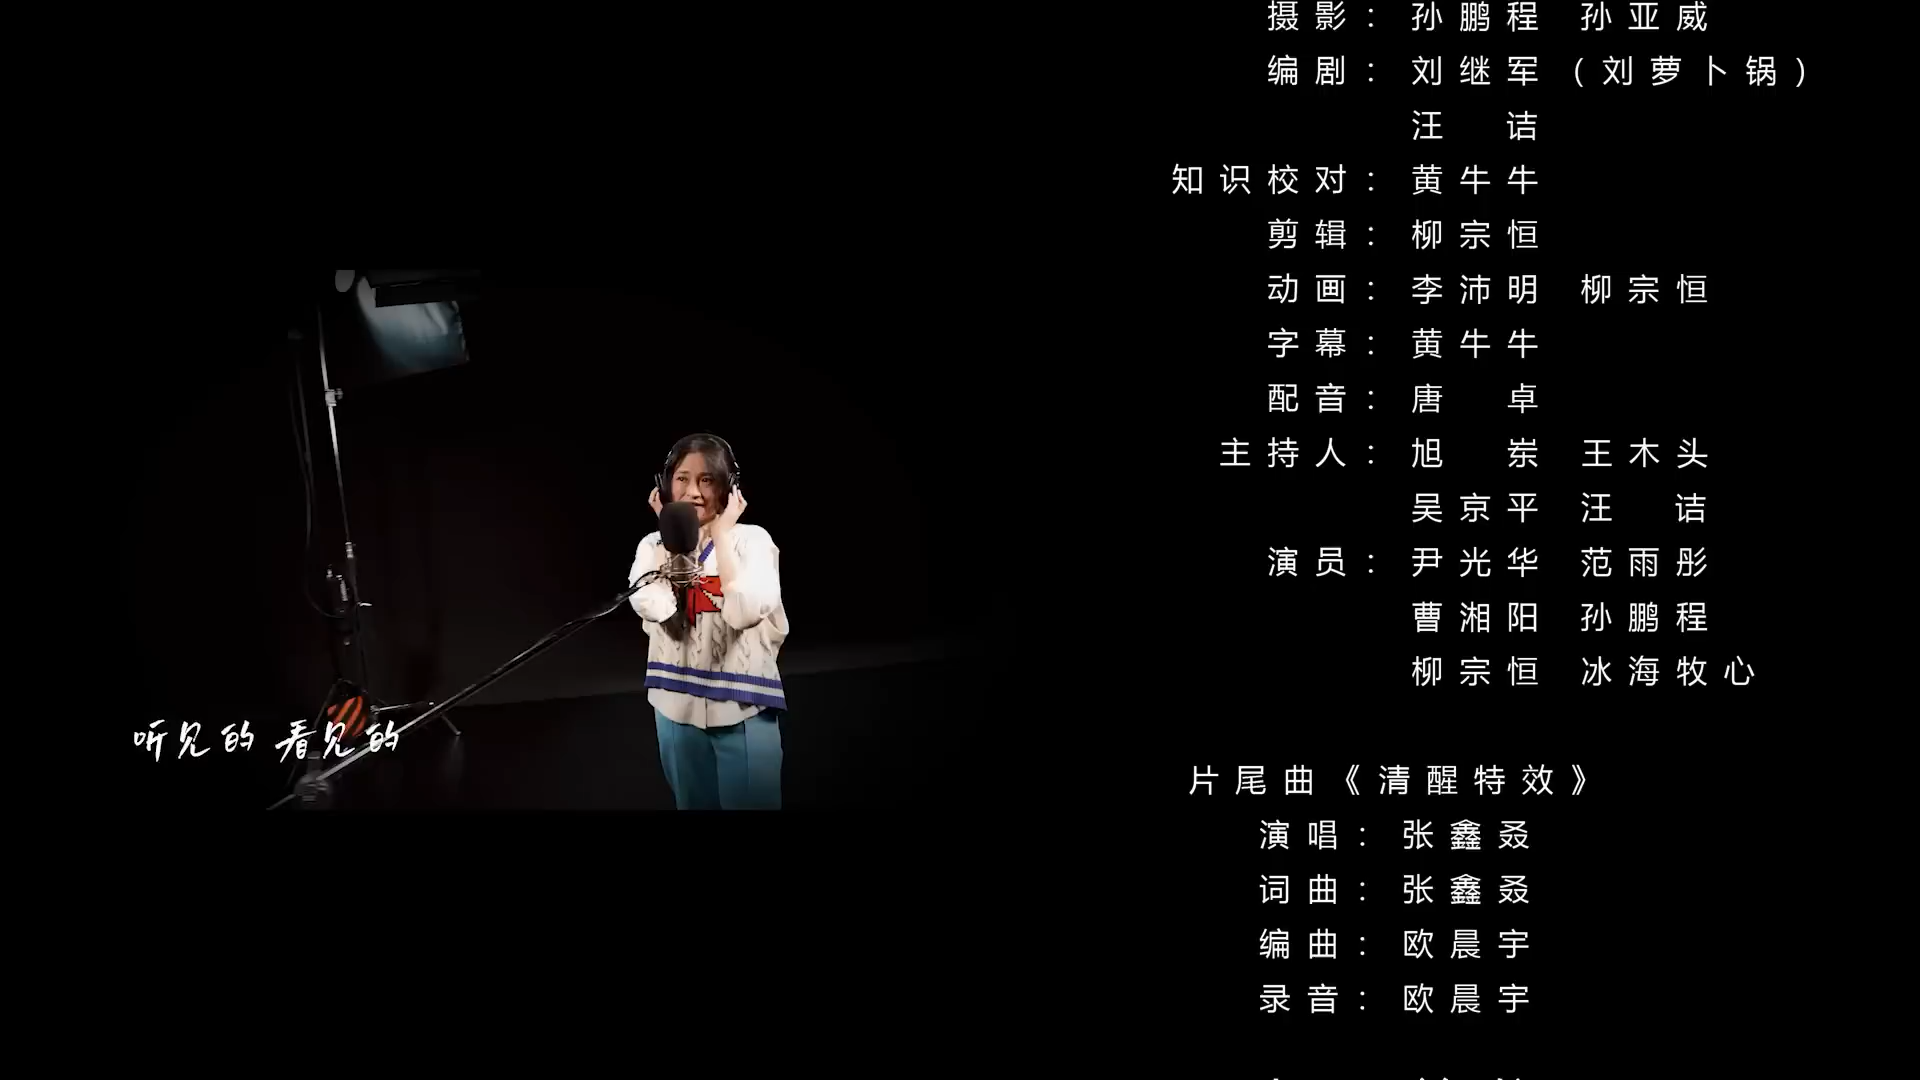 摄影： 孙鹏程 孙亚威
编剧： 刘继军 (刘萝卜锅)
汪 诘
知识校对： 黄牛牛
剪辑： 柳宗恒
动画： 李沛明 柳宗恒
字幕： 黄牛牛
配音： 唐 卓
主持人： 旭 岽 王木头
吴京平 汪 诘
演员： 尹光华 范雨彤
曹湘阳 孙鹏程
柳宗恒 冰海牧心
听见的 看见的
片尾曲《清醒特效》
演唱： 张鑫叕
词曲： 张鑫叕
编曲： 欧晨宇
录音： 欧晨宇